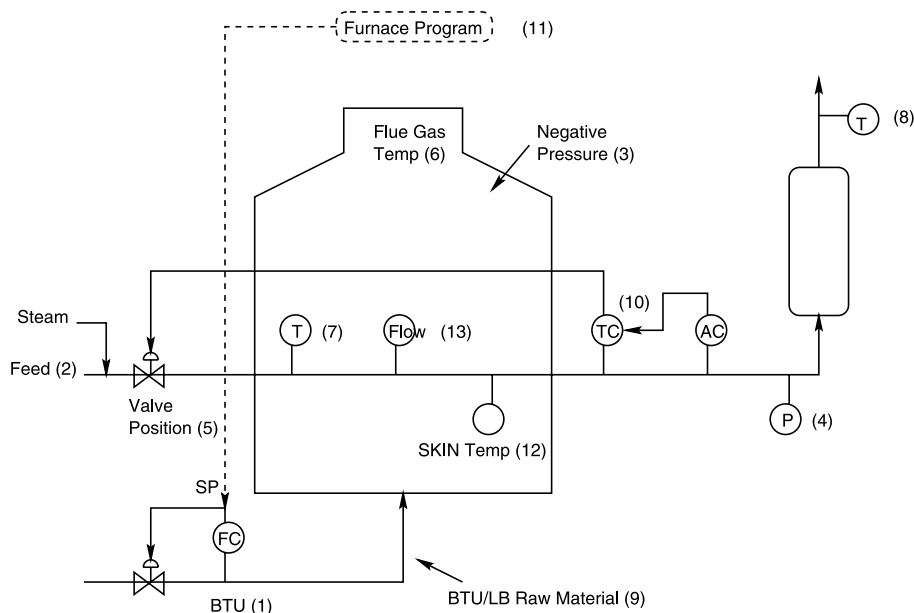 Furnace Program (11)
T (8)
Flue Gas
Temp (6)
Negative
Pressure (3)
(10)
Steam
T (7)
Flow (13)
TC
AC
Feed (2)
Valve
Position (5)
P (4)
SKIN Temp (12)
SP
FC
BTU (1)
BTU/LB Raw Material (9)